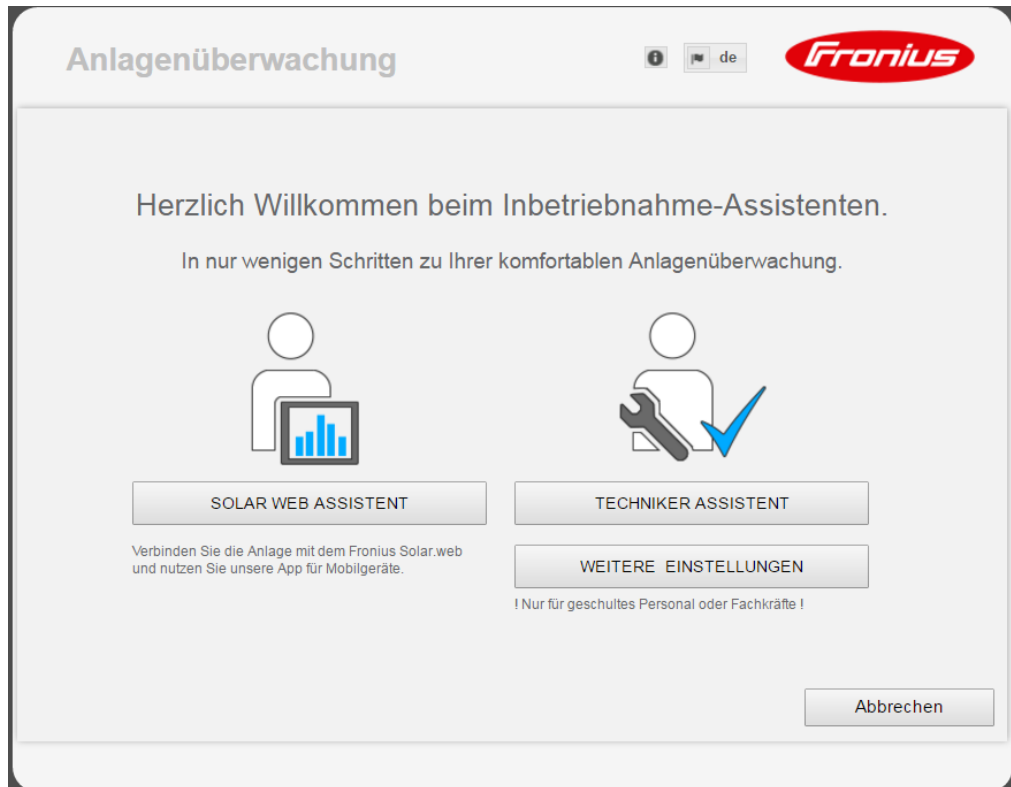 Anlagenüberwachung
de
Fronius
Herzlich Willkommen beim Inbetriebnahme-Assistenten.
In nur wenigen Schritten zu Ihrer komfortablen Anlagenüberwachung.
SOLAR WEB ASSISTENT
Verbinden Sie die Anlage mit dem Fronius Solar.web
und nutzen Sie unsere App für Mobilgeräte.
TECHNIKER ASSISTENT
WEITERE EINSTELLUNGEN
! Nur für geschultes Personal oder Fachkräfte !
Abbrechen